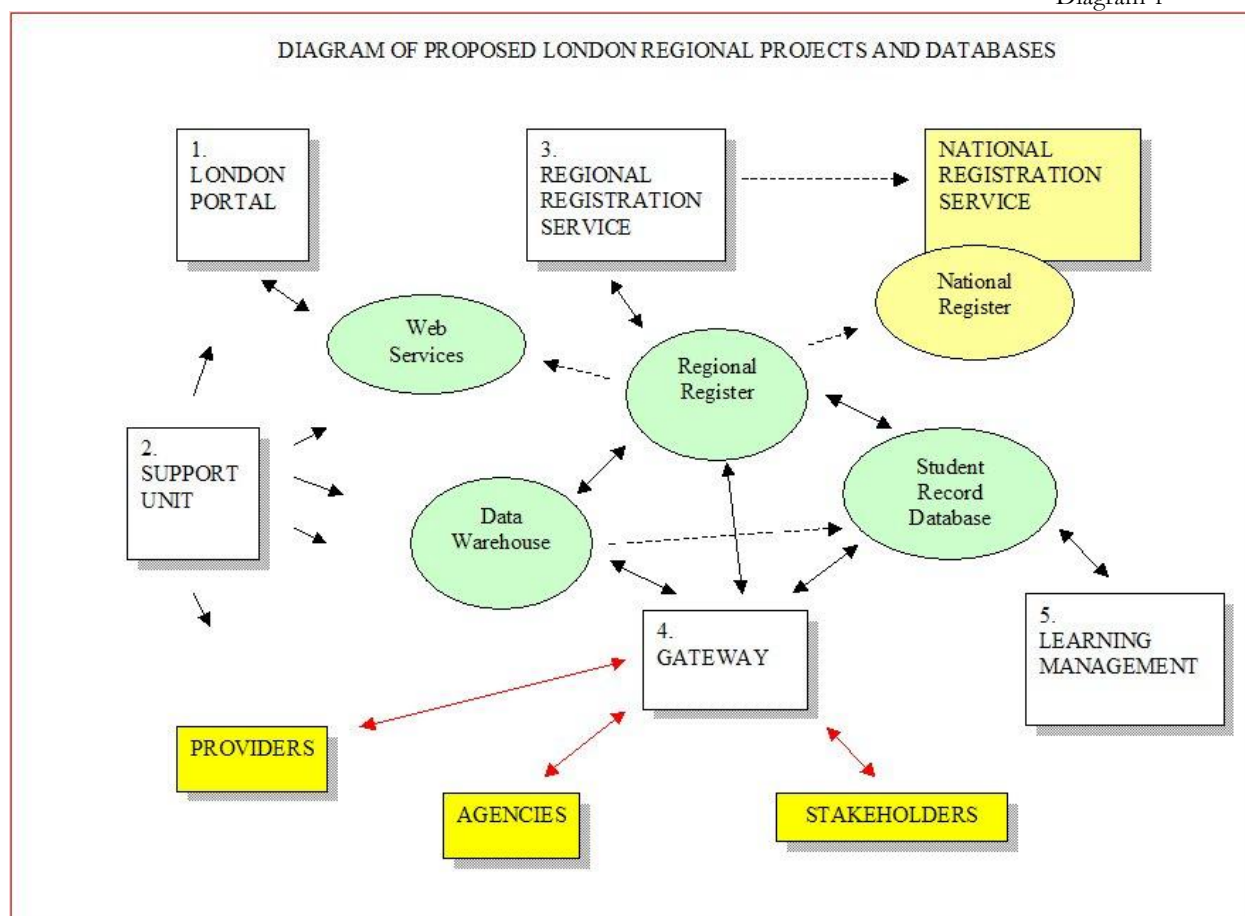 Diagram 1
DIAGRAM OF PROPOSED LONDON REGIONAL PROJECTS AND DATABASES
1.
LONDON
PORTAL
3.
REGIONAL
REGISTRATION
SERVICE
NATIONAL
REGISTRATION
SERVICE
National
Register
Web
Services
Regional
Register
2.
SUPPORT
UNIT
Student
Record
Database
Data
Warehouse
4.
GATEWAY
5.
LEARNING
MANAGEMENT
PROVIDERS
AGENCIES
STAKEHOLDERS